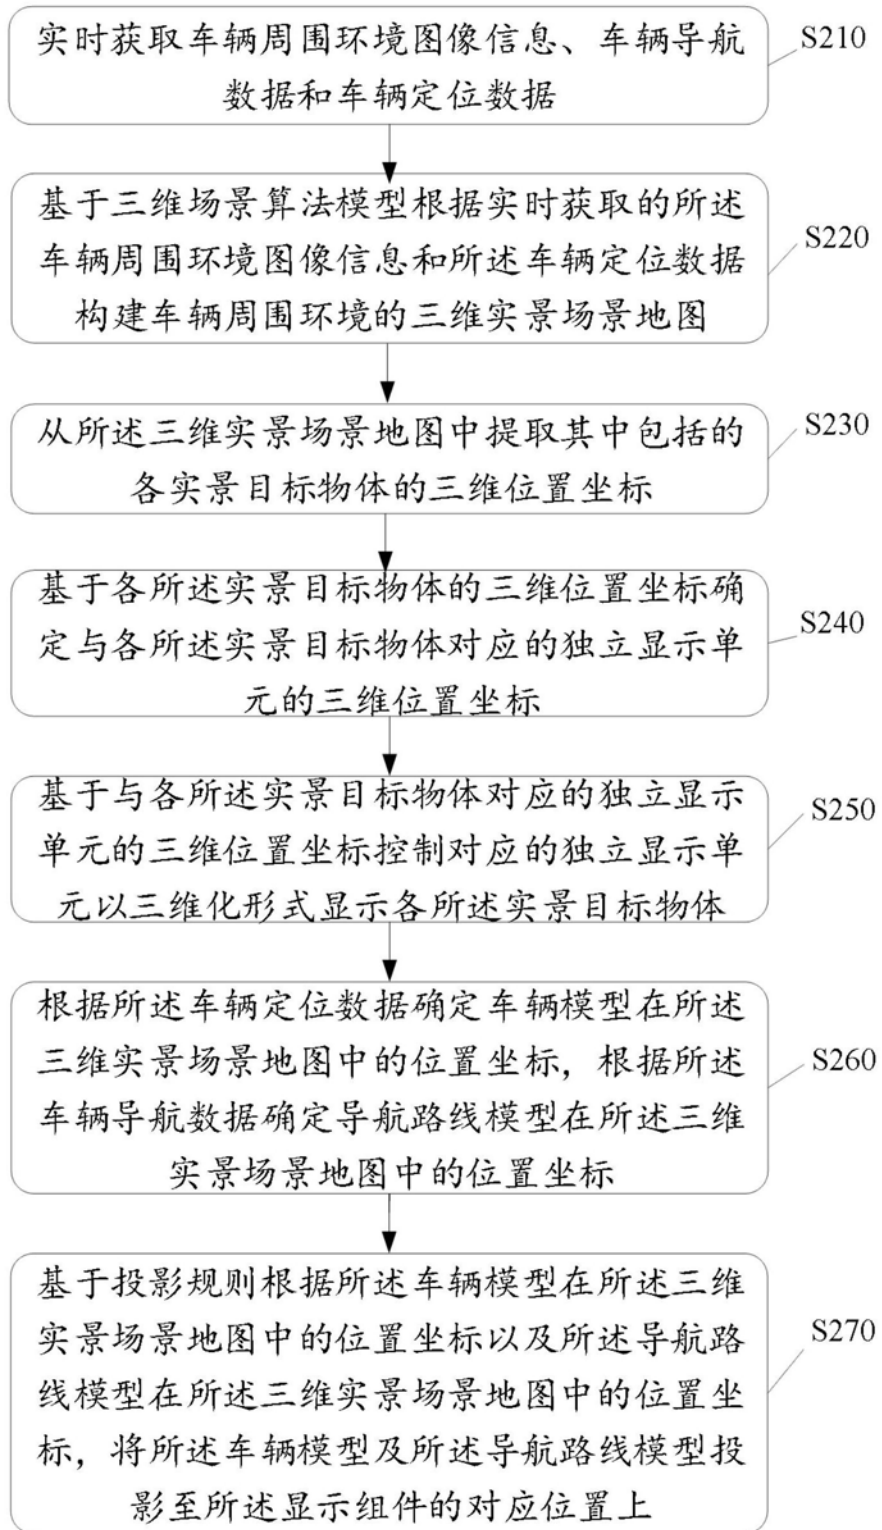 实时获取车辆周围环境图像信息、车辆导航
数据和车辆定位数据
S210
基于三维场景算法模型根据实时获取的所述
车辆周围环境图像信息和所述车辆定位数据
构建车辆周围环境的三维实景场景地图
S220
从所述三维实景场景地图中提取其中包括的
各实景目标物体的三维位置坐标
S230
基于各所述实景目标物体的三维位置坐标确
定与各所述实景目标物体对应的独立显示单
元的三维位置坐标
S240
基于与各所述实景目标物体对应的独立显示
单元的三维位置坐标控制对应的独立显示单
元以三维化形式显示各所述实景目标物体
S250
根据所述车辆定位数据确定车辆模型在所述
三维实景场景地图中的位置坐标，根据所述
车辆导航数据确定导航路线模型在所述三维
实景场景地图中的位置坐标
S260
基于投影规则根据所述车辆模型在所述三维
实景场景地图中的位置坐标以及所述导航路
线模型在所述三维实景场景地图中的位置坐
标，将所述车辆模型及所述导航路线模型投
影至所述显示组件的对应位置上
S270